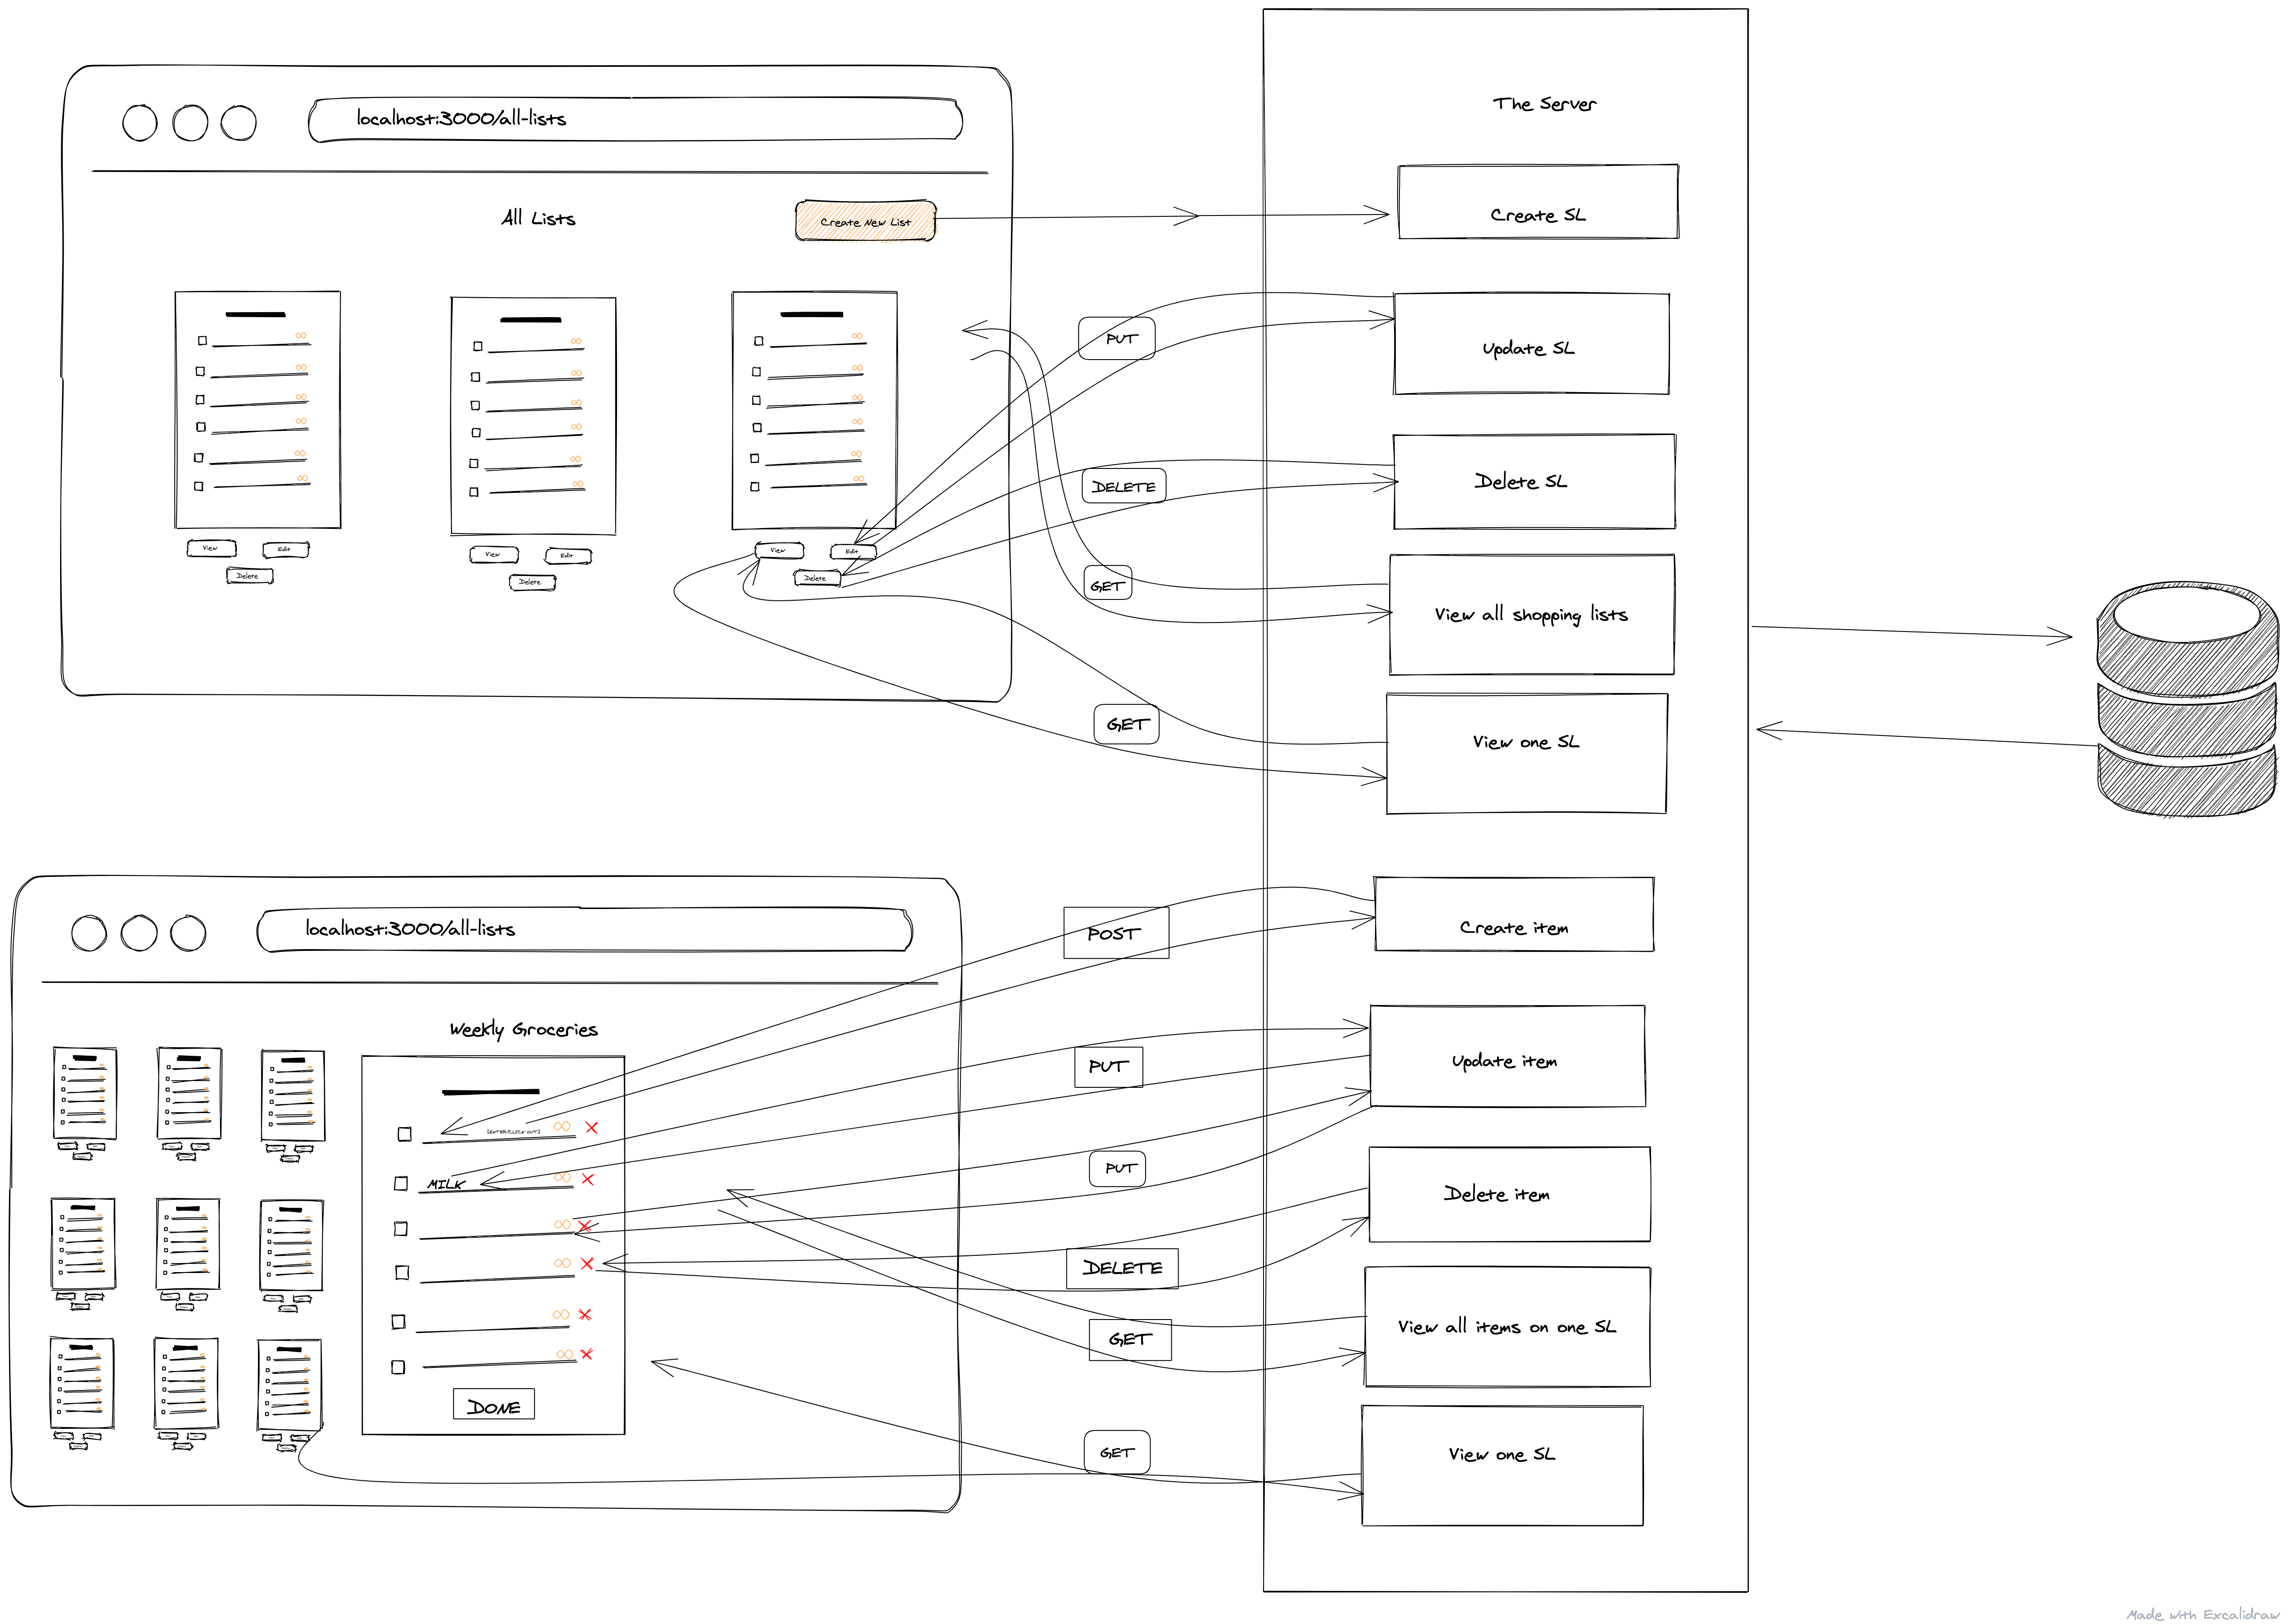 The Server
localhost:3000/all-lists
All Lists
Create New List
Create SL
PUT
Update SL
DELETE
Delete SL
View
Edit
Delete
View
Edit
Delete
View
Edit
Delete
GET
View all shopping lists
GET
View one SL
localhost:3000/all-lists
POST
Create item
Weekly Groceries
[ENTER/CLICK OUT]
MILK
DONE
PUT
Update item
PUT
Delete item
DELETE
GET
View all items on one SL
GET
View one SL
Made with Excalidraw